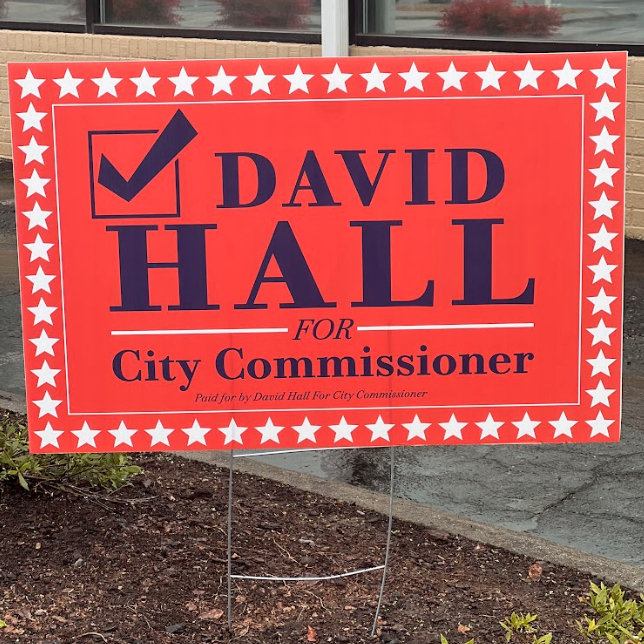 DAVID
HALL
FOR
City Commissioner
Paid for by David Hall For City Commissioner